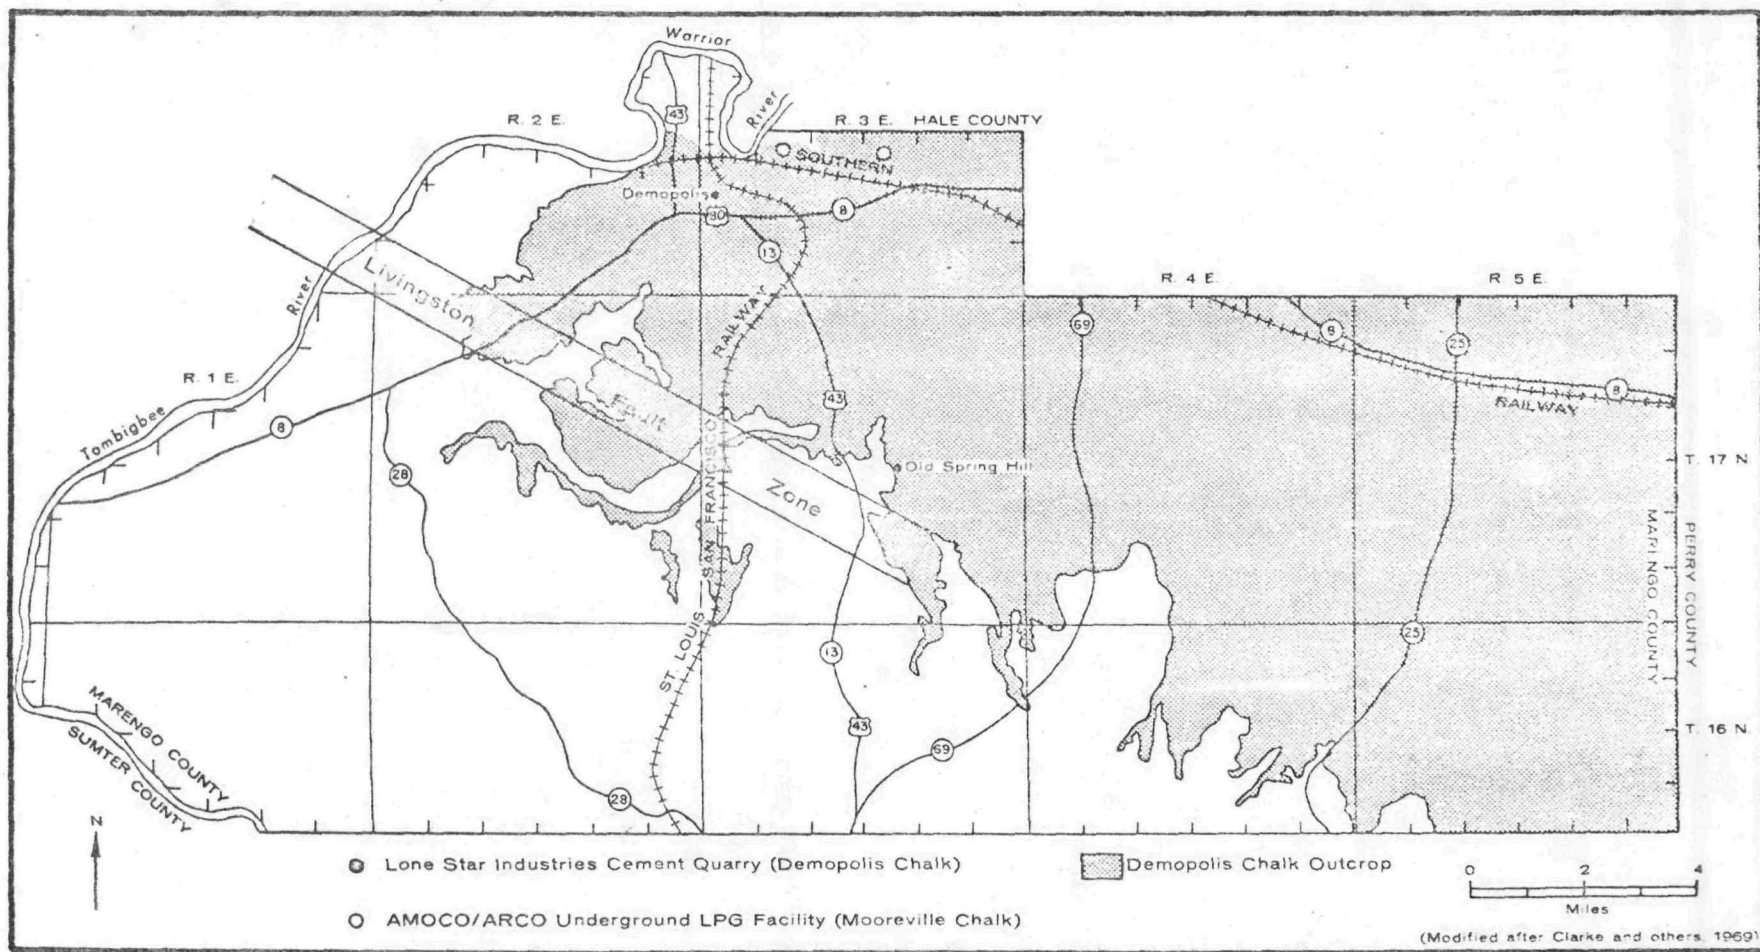 Warrior
River
43
R. 2 E.
R. 3 E.
HALE COUNTY
SOUTHERN
Demopolis
80
8
13
Livingston
River
RAILWAY
R. 4 E.
R. 5 E.
69
8
25
8
RAILWAY
R. 1 E.
Tombigbee
8
Fault
43
28
SAN FRANCISCO
Old Spring Hill
T. 17 N
Zone
MARINGO COUNTY
PERRY COUNTY
ST. LOUIS
13
25
MARENGO COUNTY
SUMTER COUNTY
43
69
T. 16 N
28
N
Lone Star Industries Cement Quarry (Demopolis Chalk)
Demopolis Chalk Outcrop
AMOCO/ARCO Underground LPG Facility (Mooreville Chalk)
0 2 4
Miles
(Modified after Clarke and others, 1969)